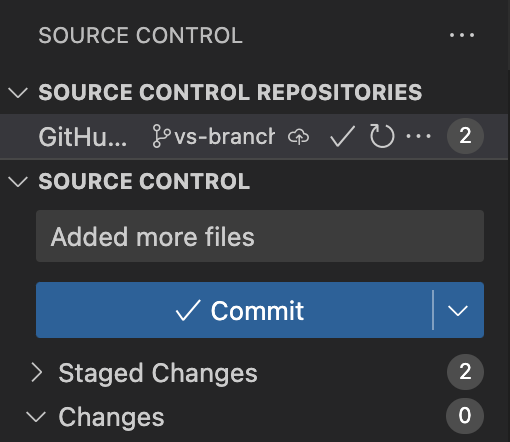 SOURCE CONTROL ...
SOURCE CONTROL REPOSITORIES
GitHu... vs-branch ... 2
SOURCE CONTROL
Added more files
Commit
Staged Changes 2
Changes 0